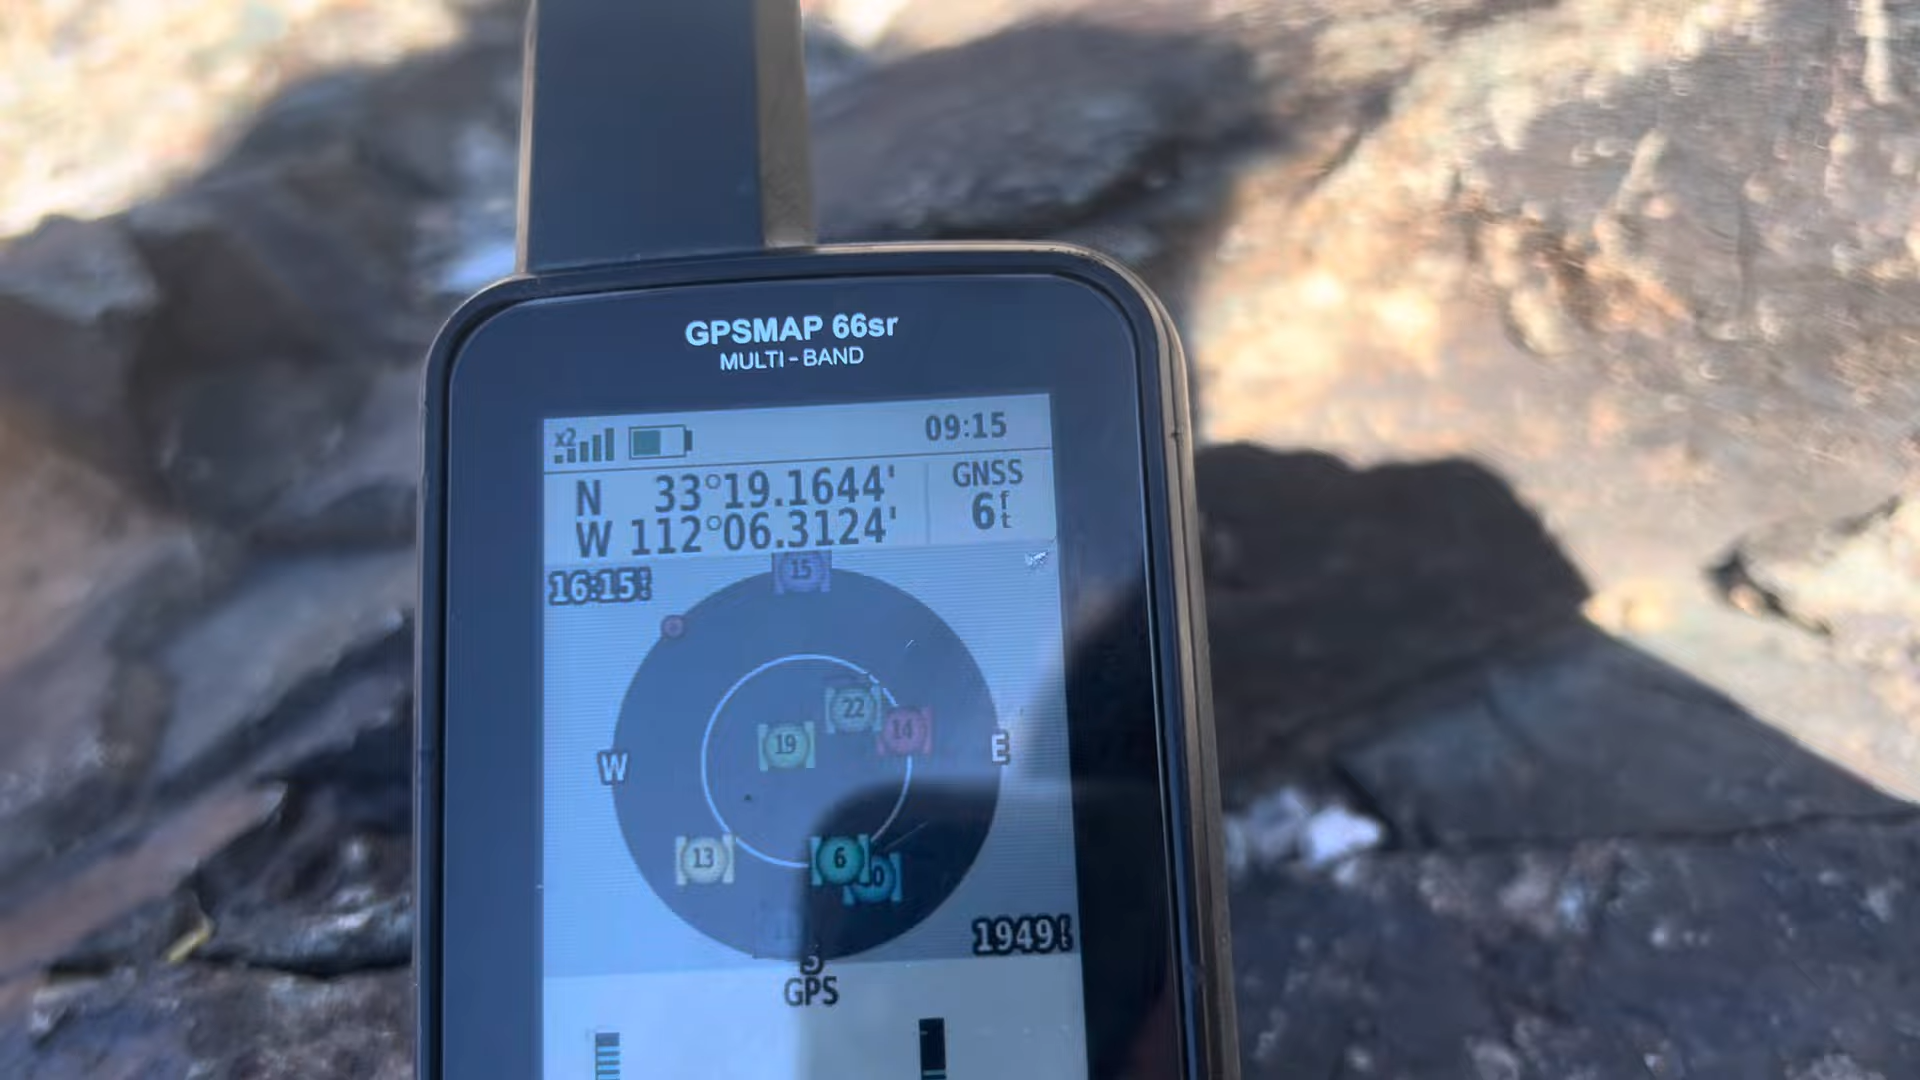 GPSMAP 66sr
MULTI-BAND
x2
09:15
N 33°19.1644'
W 112°06.3124'
GNSS
6ft
16:15!
15
22
14
19
W
E
13
6
1949!
S
GPS